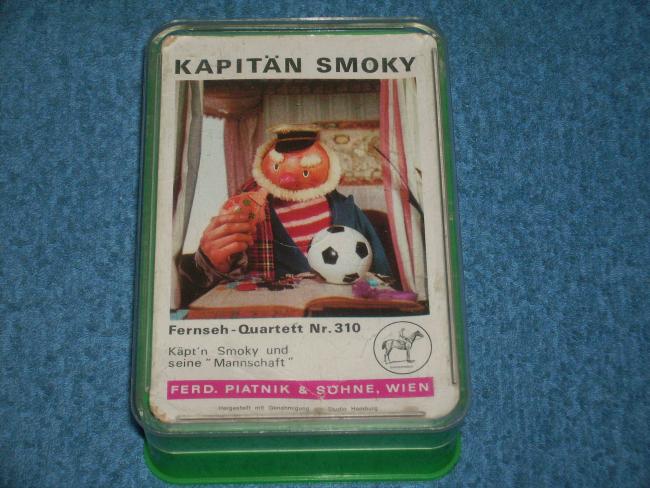 KAPITÄN SMOKY
Fernseh-Quartett Nr. 310
Käpt'n Smoky und
seine "Mannschaft"
FERD. PIATNIK & SÖHNE, WIEN
Hergestellt mit Genehmigung Studio Hamburg